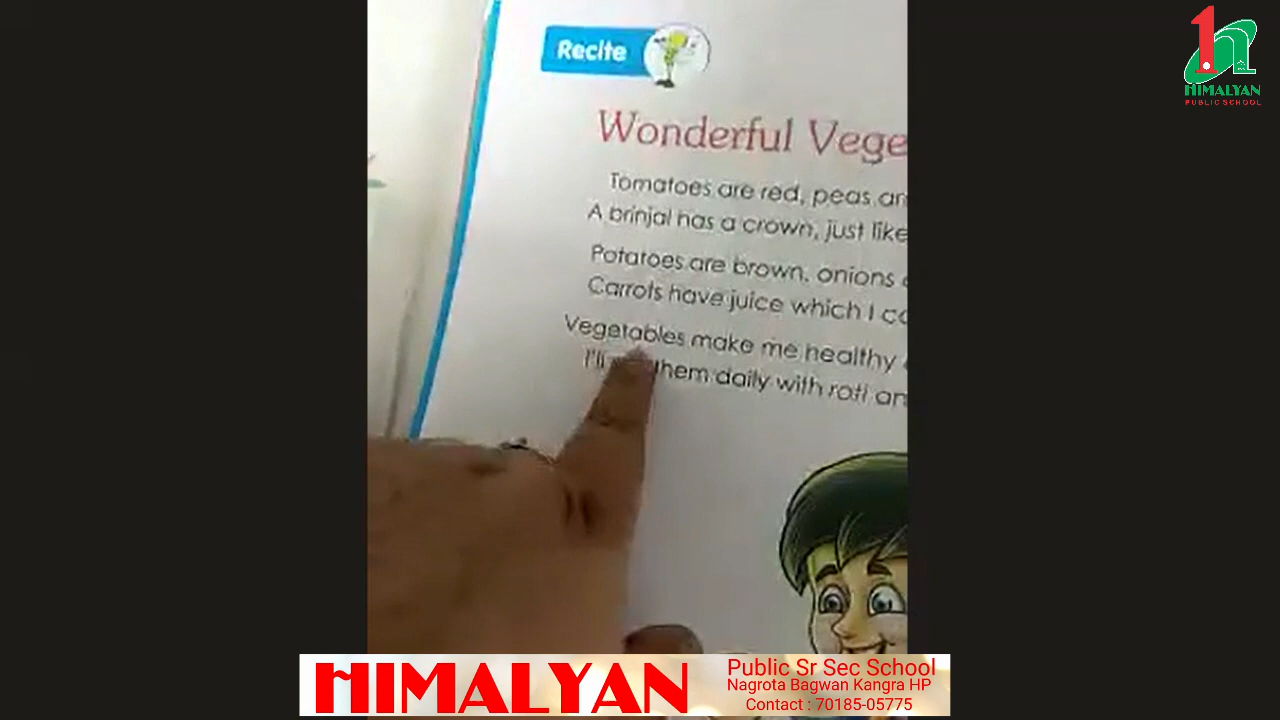 Recite
Wonderful Vege
Tomatoes are red, peas ar
A brinjal has a crown, just like
Potatoes are brown, onions
Carrots have juice which I ca
Vegetables make me healthy
I'll them daily with roti an
HIMALYAN
PUBLIC SCHOOL
HIMALYAN
Public Sr Sec School
Nagrota Bagwan Kangra HP
Contact : 70185-05775